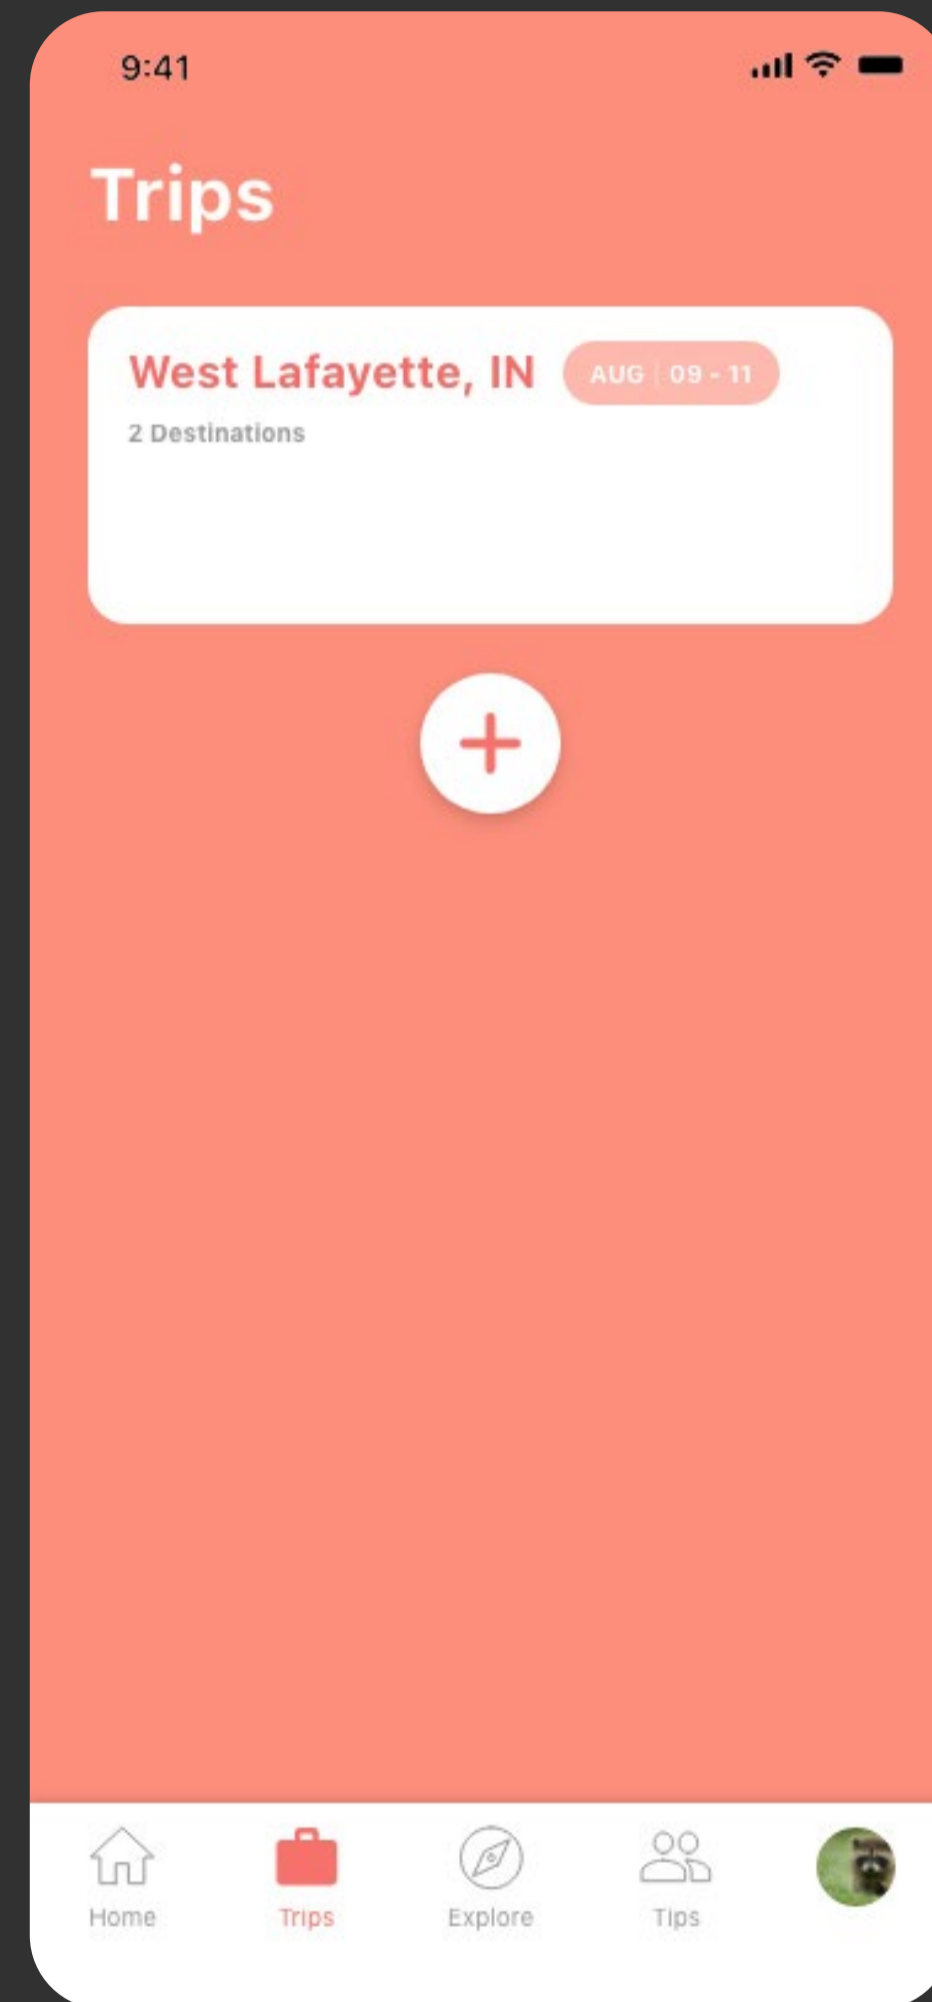 9:41
Trips
West Lafayette, IN
AUG | 09 - 11
2 Destinations
Home
Trips
Explore
Tips